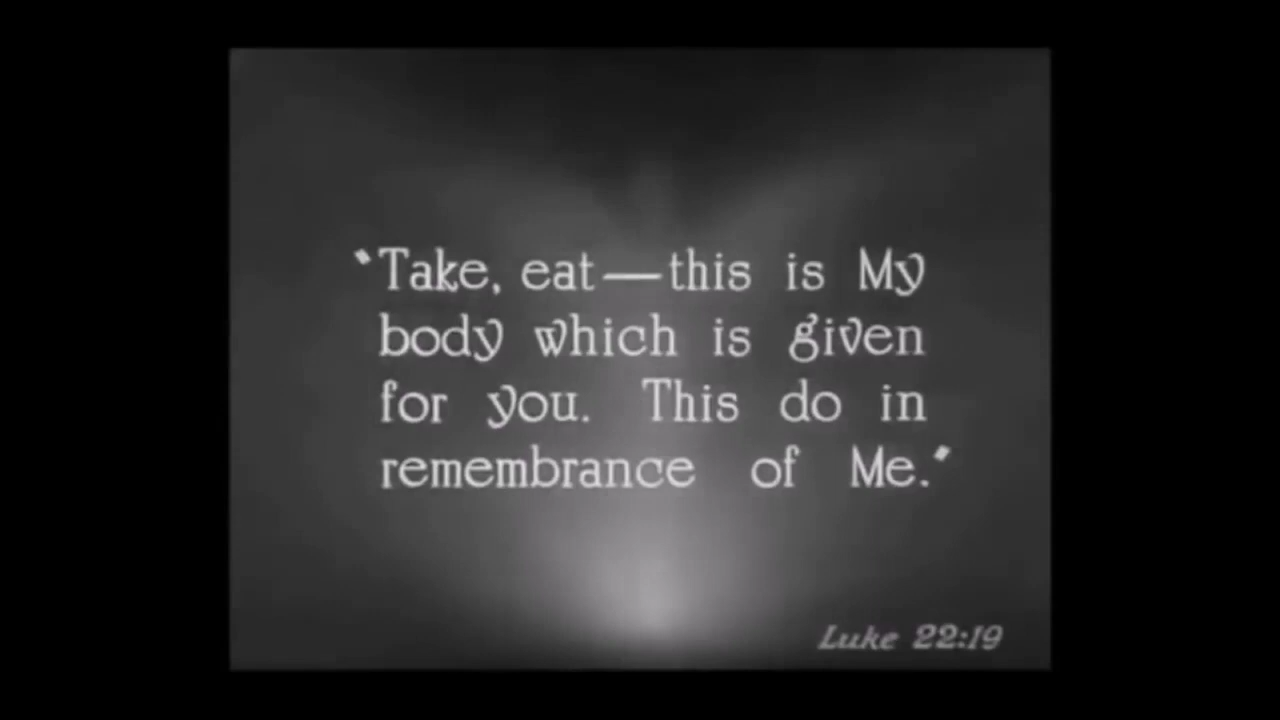 "Take, eat—this is My
body which is given
for you. This do in
remembrance of Me."
Luke 22:19